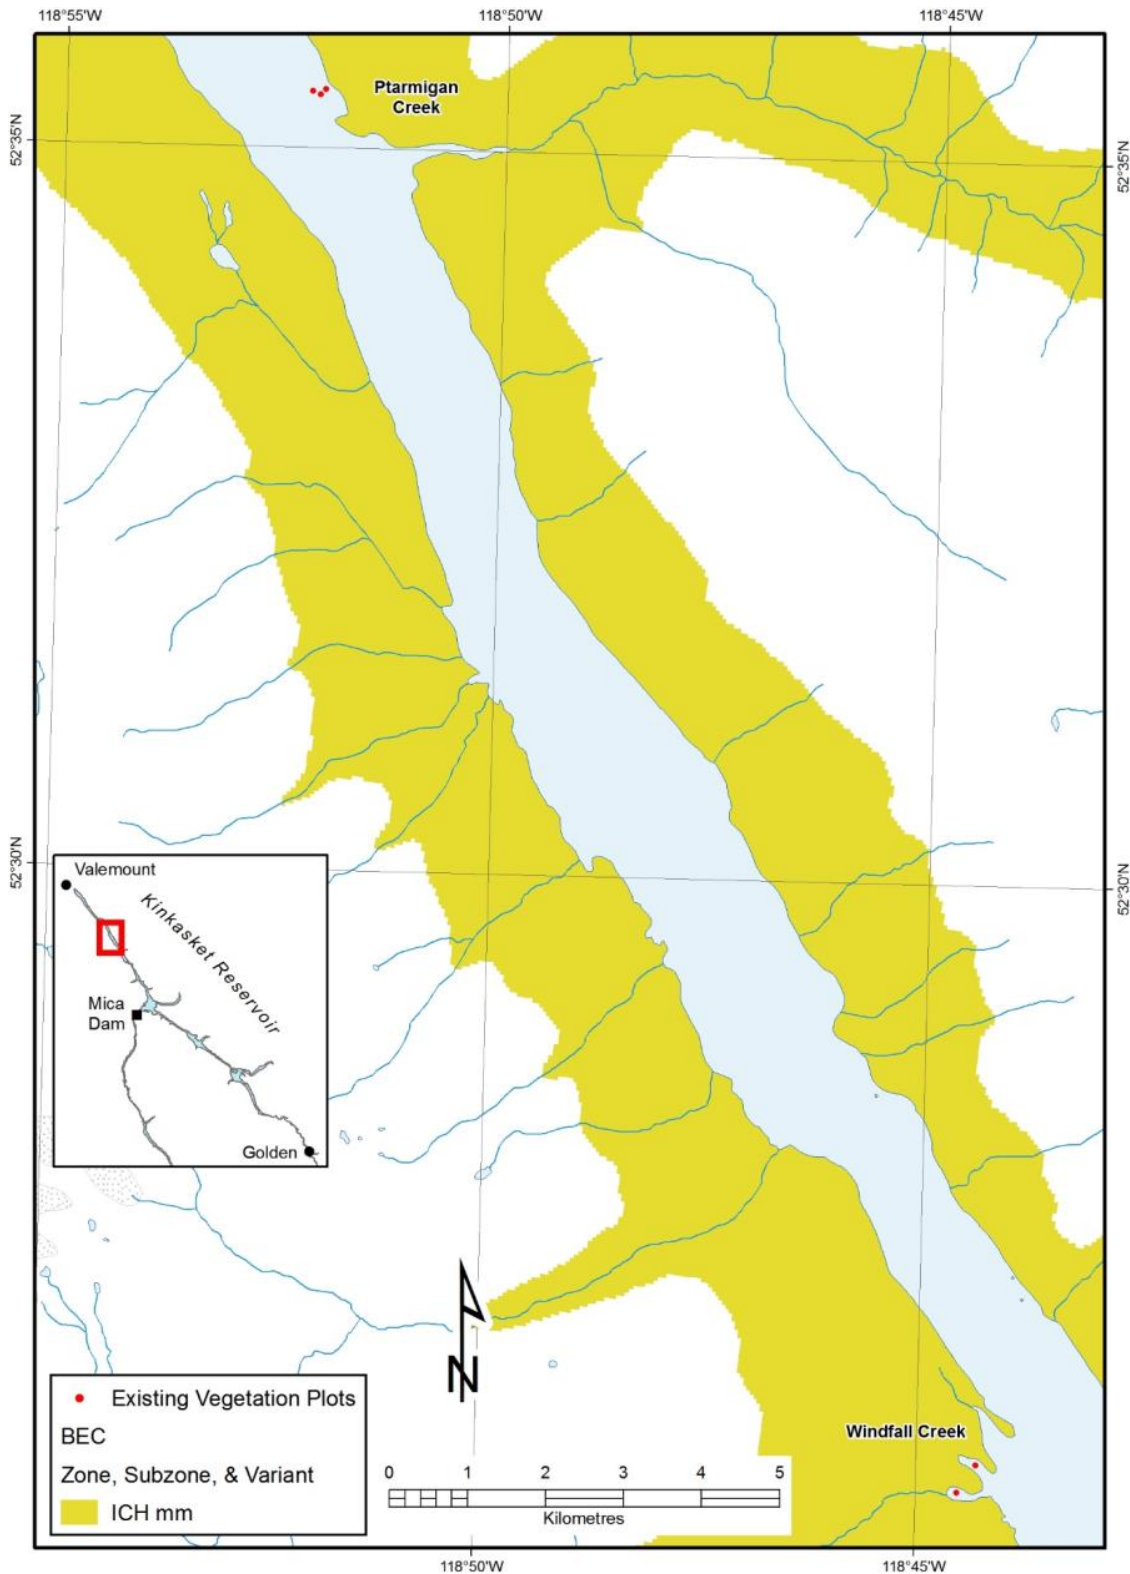 118°55'W
118°50'W
118°45'W
52°35'N
Ptarmigan
Creek
52°35'N
52°30'N
52°30'N
Valemount
Kinkasket Reservoir
Mica
Dam
Golden
N
Existing Vegetation Plots
BEC
Zone, Subzone, & Variant
ICH mm
Windfall Creek
0 1 2 3 4 5
Kilometres
118°50'W
118°45'W